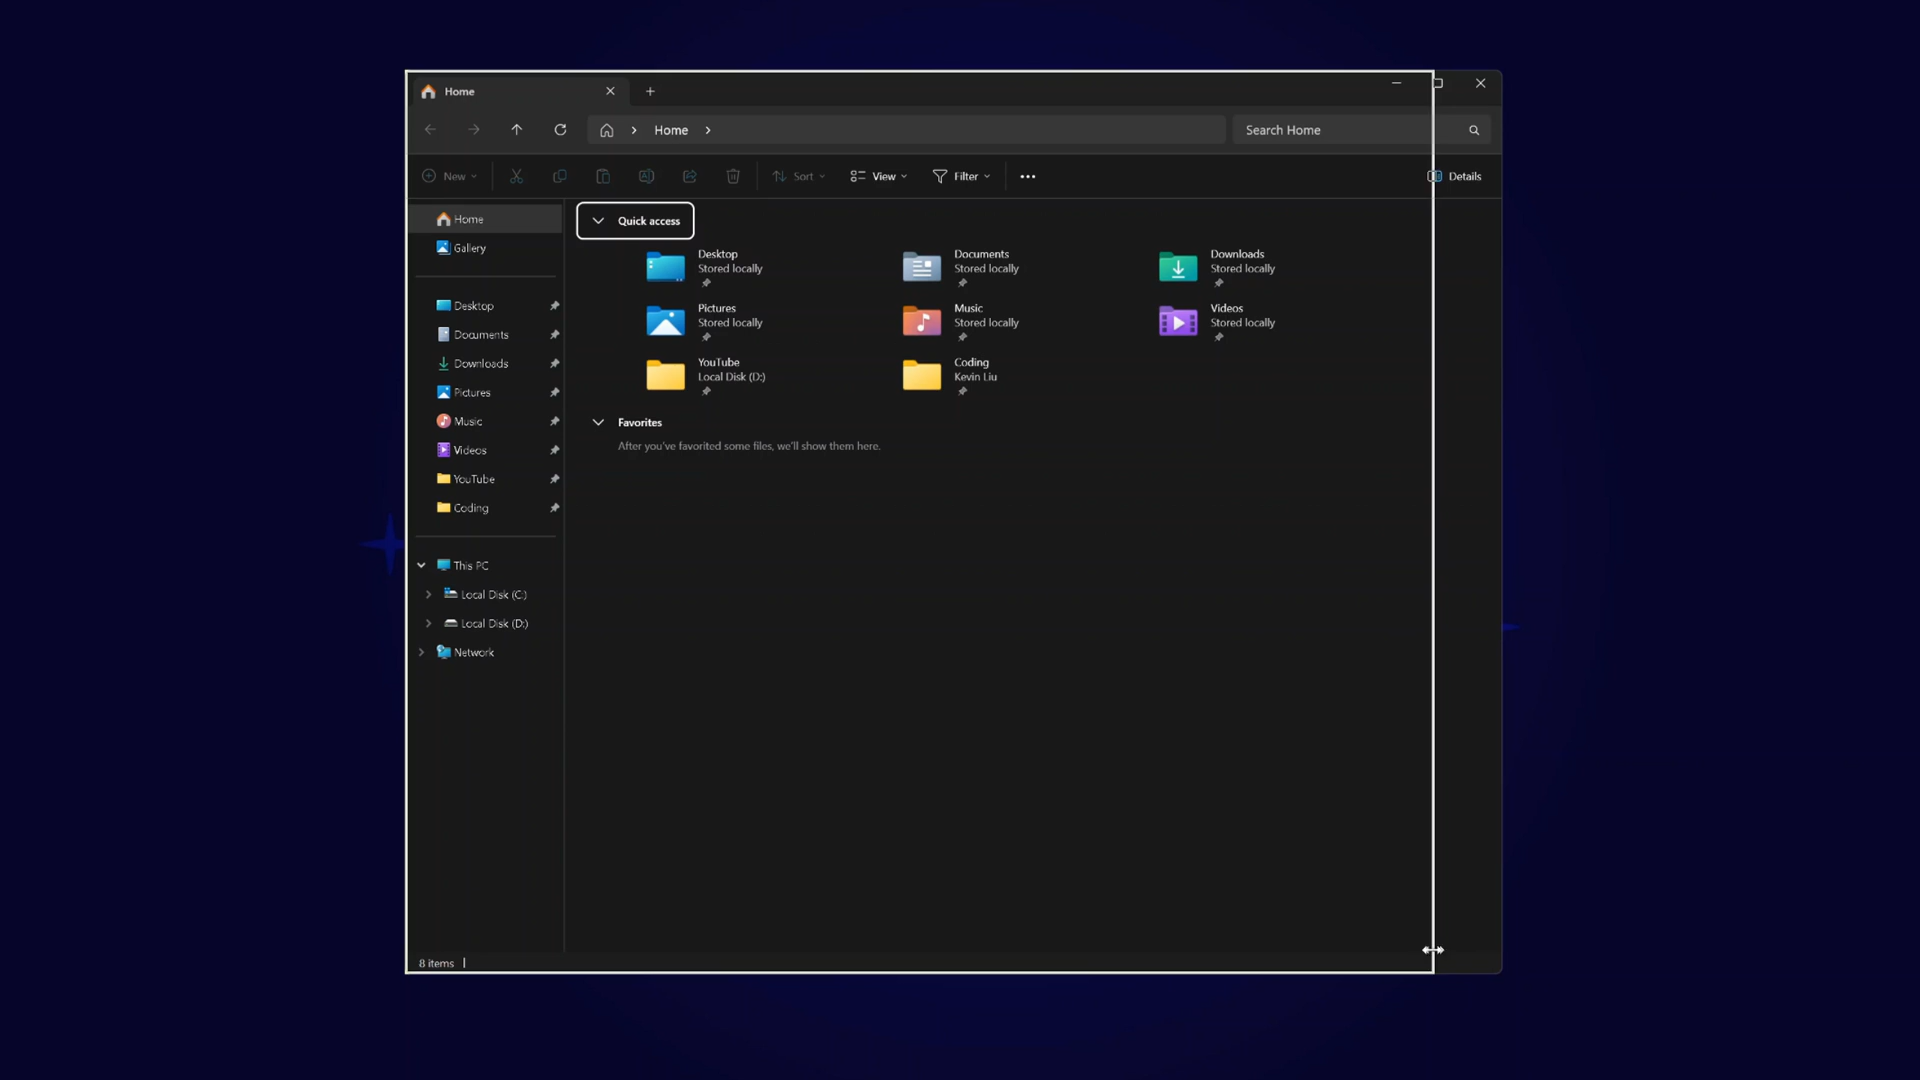 Home
Home
Search Home
New
Sort
View
Filter
Details
Home
Gallery
Desktop
Documents
Downloads
Pictures
Music
Videos
YouTube
Coding
This PC
Local Disk (C:)
Local Disk (D:)
Network
Quick access
Desktop
Stored locally
Documents
Stored locally
Downloads
Stored locally
Pictures
Stored locally
Music
Stored locally
Videos
Stored locally
YouTube
Local Disk (D:)
Coding
Kevin Liu
Favorites
After you've favorited some files, we'll show them here.
8 items